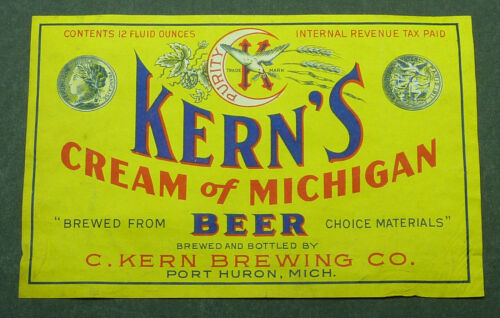 CONTENTS 12 FLUID OUNCES
INTERNAL REVENUE TAX PAID
PURITY
K
TRADE MARK
KERN'S
CREAM of MICHIGAN
"BREWED FROM BEER CHOICE MATERIALS"
BREWED AND BOTTLED BY
C. KERN BREWING CO.
PORT HURON, MICH.